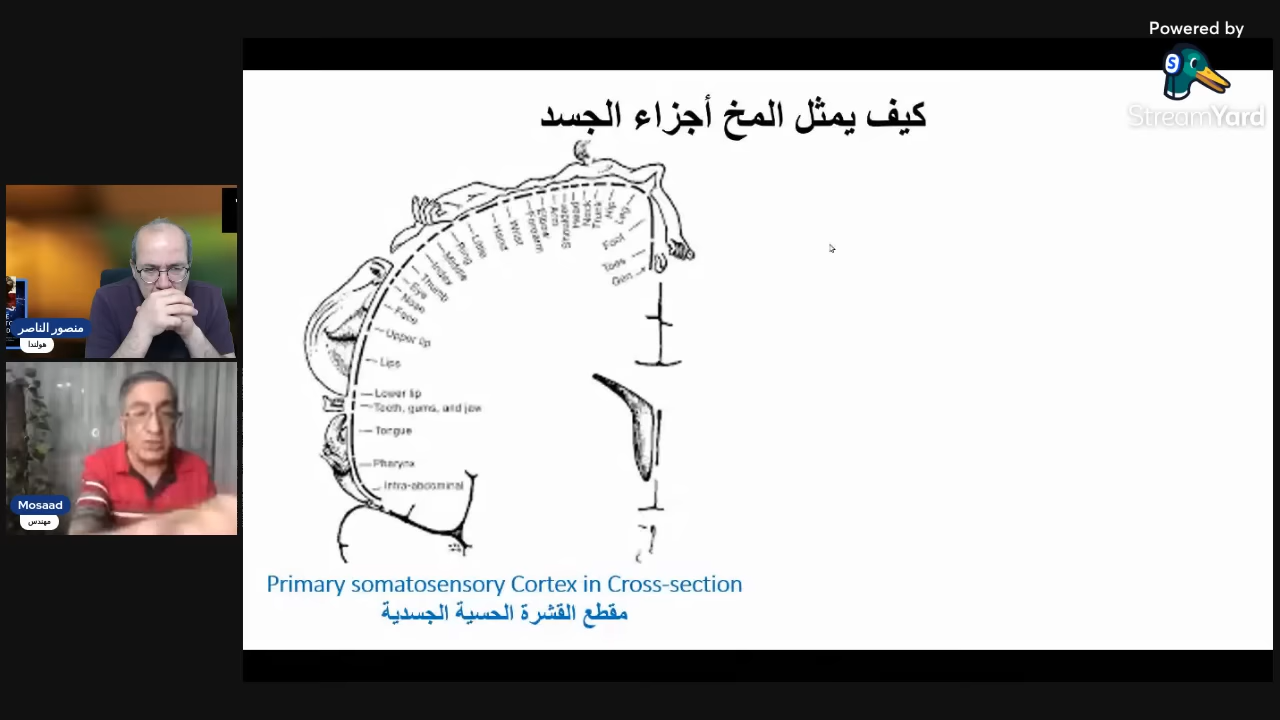 Powered by
S
StreamYard
كيف يمثل المخ أجزاء الجسد
Leg
Hip
Trunk
Neck
Head
Shoulder
Arm
Elbow
Forearm
Wrist
Hand
Little
Ring
Middle
Index
Thumb
Eye
Nose
Face
Upper lip
Lips
Lower lip
Teeth, gums, and jaw
Tongue
Pharynx
Intra-abdominal
Foot
Toes
Gen.
Primary somatosensory Cortex in Cross-section
مقطع القشرة الحسية الجسدية
منصور الناصر
هولندا
Mosaad
مهندس